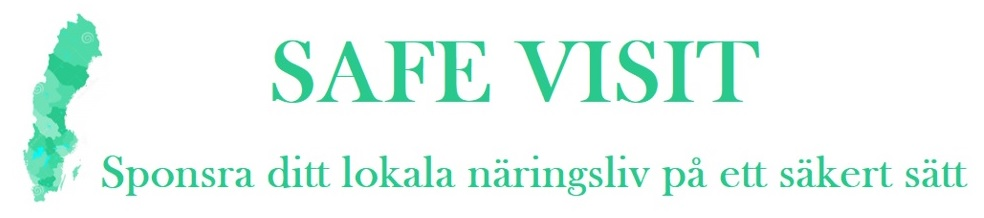 SAFE VISIT
Sponsra ditt lokala näringsliv på ett säkert sätt